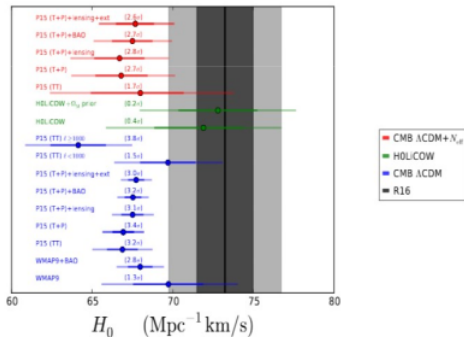 P15 (T+P)+lensing+ext (2.6σ)
P15 (T+P)+BAO (2.7σ)
P15 (T+P)+lensing (2.8σ)
P15 (T+P) (2.7σ)
P15 (TT) (1.7σ)
H0LiCOW+Ωm prior (0.2σ)
H0LiCOW (0.4σ)
P15 (TT) ℓ>1000 (3.8σ)
P15 (TT) ℓ<1000 (1.5σ)
P15 (T+P)+lensing+ext (3.0σ)
P15 (T+P)+BAO (3.2σ)
P15 (T+P)+lensing (3.1σ)
P15 (T+P) (3.4σ)
P15 (TT) (3.2σ)
WMAP9+BAO (2.8σ)
WMAP9 (1.3σ)
60 65 70 75 80
H₀ (Mpc⁻¹ km/s)
CMB ΛCDM+Neff
H0LiCOW
CMB ΛCDM
R16